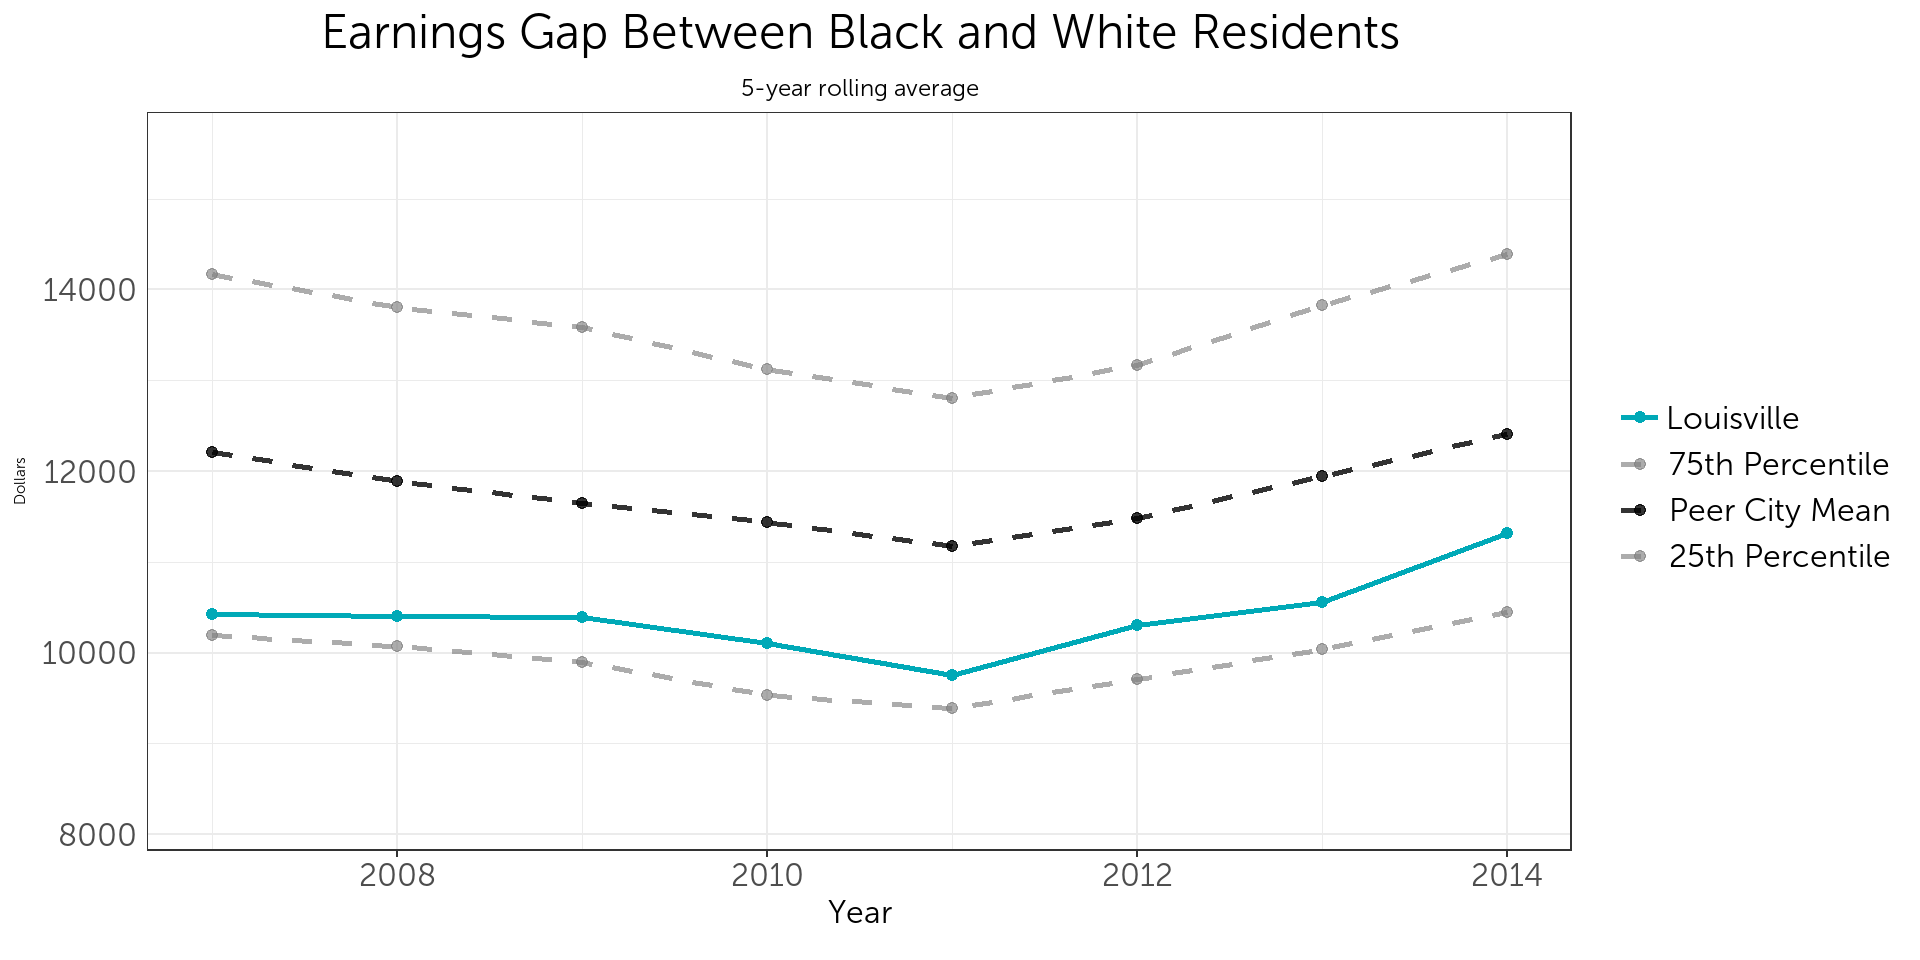 Earnings Gap Between Black and White Residents
5-year rolling average
Dollars
14000
12000
10000
8000
2008
2010
2012
2014
Year
Louisville
75th Percentile
Peer City Mean
25th Percentile